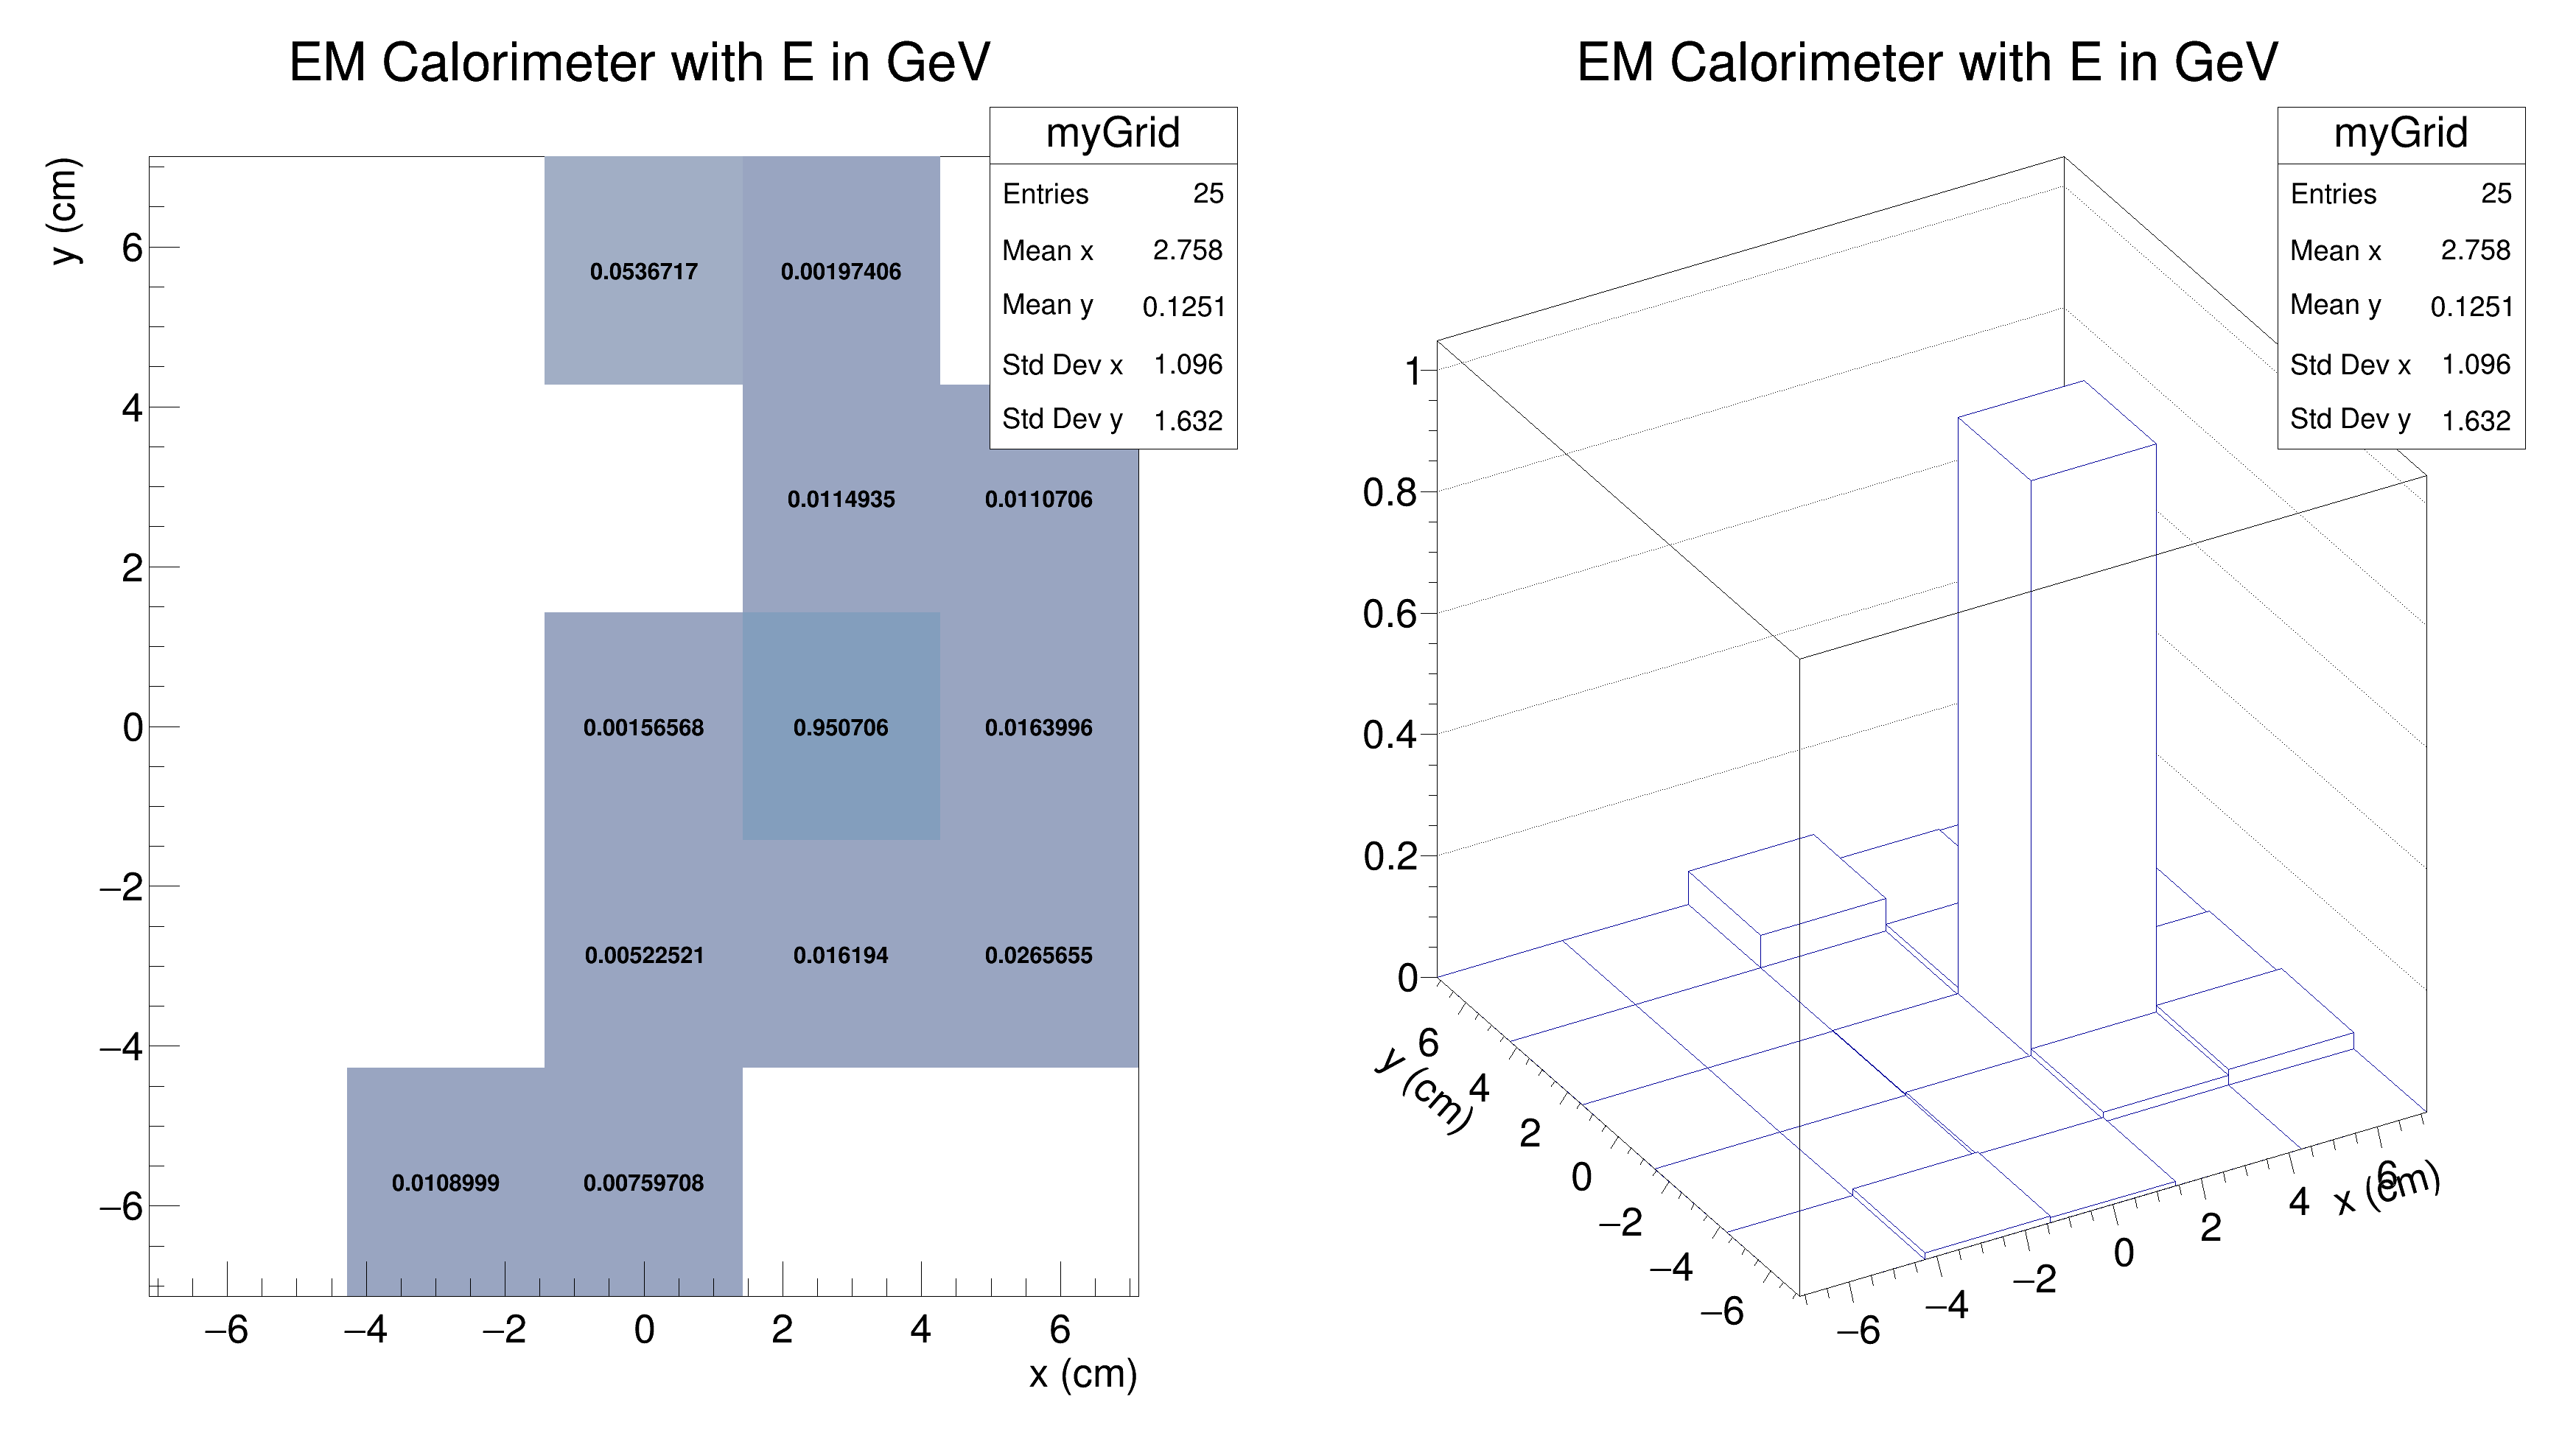 EM Calorimeter with E in GeV
myGrid
Entries 25
Mean x 2.758
Mean y 0.1251
Std Dev x 1.096
Std Dev y 1.632
y (cm)
6
4
2
0
−2
−4
−6
0.0536717 0.00197406
0.0114935 0.0110706
0.00156568 0.950706 0.0163996
0.00522521 0.016194 0.0265655
0.0108999 0.00759708
−6 −4 −2 0 2 4 6
x (cm)
EM Calorimeter with E in GeV
myGrid
Entries 25
Mean x 2.758
Mean y 0.1251
Std Dev x 1.096
Std Dev y 1.632
1
0.8
0.6
0.4
0.2
0
6
4
2
0
−2
−4
−6
y (cm)
−6
−4
−2
0
2
4
6
x (cm)